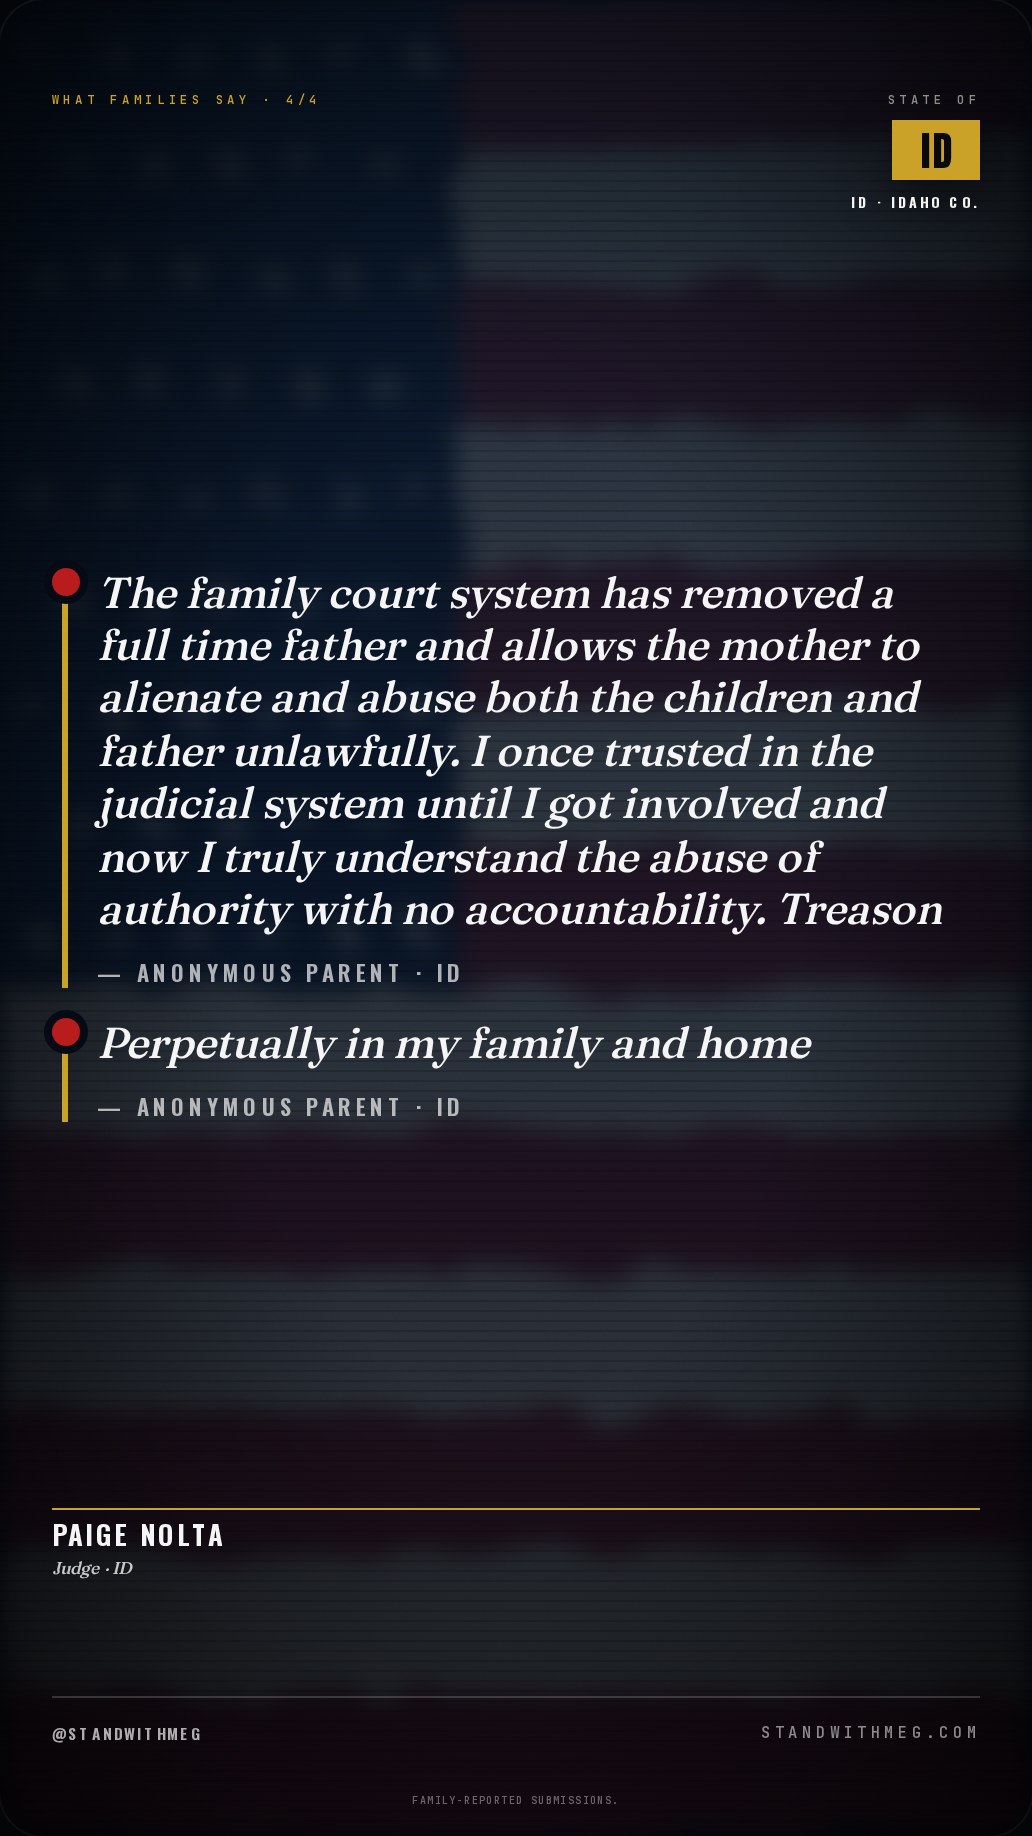 WHAT FAMILIES SAY · 4/4
STATE OF
ID
ID · IDAHO CO.
The family court system has removed a
full time father and allows the mother to
alienate and abuse both the children and
father unlawfully. I once trusted in the
judicial system until I got involved and
now I truly understand the abuse of
authority with no accountability. Treason
— ANONYMOUS PARENT · ID
Perpetually in my family and home
— ANONYMOUS PARENT · ID
PAIGE NOLTA
Judge · ID
@STANDWITHMEG
STANDWITHMEG.COM
FAMILY-REPORTED SUBMISSIONS.